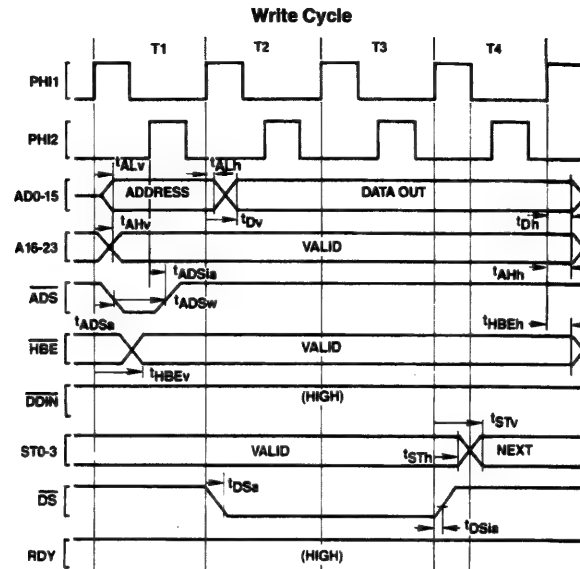 Write Cycle
T1 T2 T3 T4
PHI1
PHI2
tALv tALh
AD0-15 ADDRESS DATA OUT
tAHv tDv tDh
A16-23 VALID
tADSia tAHh
ADS tADSw
tADSa tHBEh
HBE VALID
tHBEv
DDIN (HIGH)
tSTv
ST0-3 VALID tSTh NEXT
DS tDSa
tDSia
RDY (HIGH)